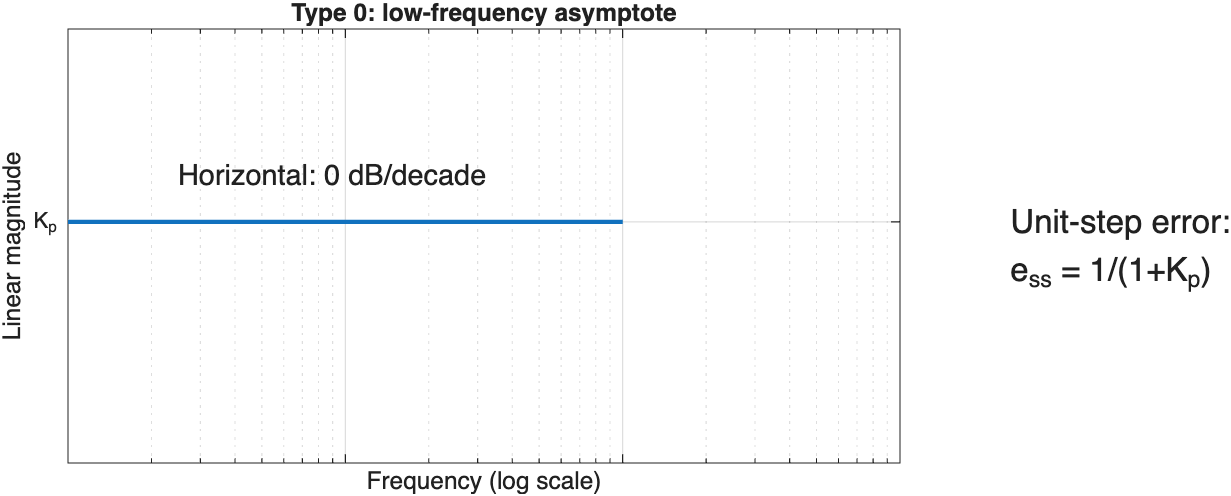 Type 0: low-frequency asymptote
Horizontal: 0 dB/decade
Linear magnitude
Kp
Unit-step error:
ess = 1/(1+Kp)
Frequency (log scale)